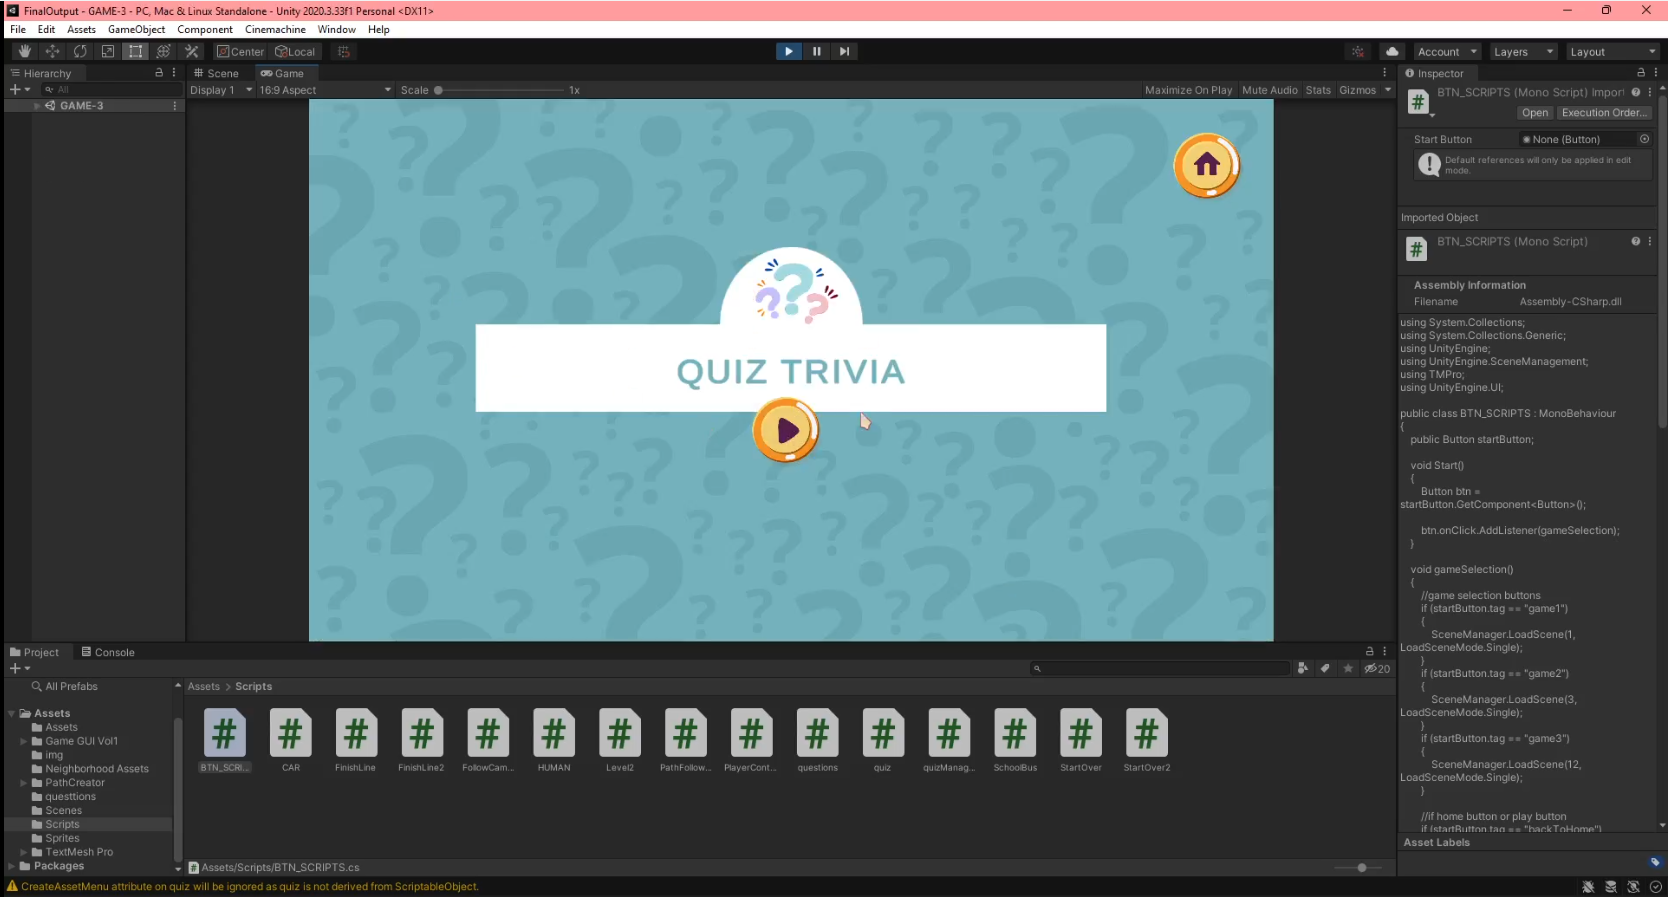 FinalOutput - GAME-3 - PC, Mac & Linux Standalone - Unity 2020.3.33f1 Personal <DX11>
File Edit Assets GameObject Component Cinemachine Window Help
Center Local
Account Layers Layout
Hierarchy
Scene Game
Inspector
All
Display 1 16:9 Aspect Scale 1x
Maximize On Play Mute Audio Stats Gizmos
GAME-3
BTN_SCRIPTS (Mono Script) Import
Open Execution Order...
Start Button None (Button)
Default references will only be applied in edit
mode.
Imported Object
BTN_SCRIPTS (Mono Script)
Assembly Information
Filename Assembly-CSharp.dll
using System.Collections;
using System.Collections.Generic;
using UnityEngine;
using UnityEngine.SceneManagement;
using TMPro;
using UnityEngine.UI;
public class BTN_SCRIPTS : MonoBehaviour
{
public Button startButton;
void Start()
{
Button btn =
startButton.GetComponent<Button>();
btn.onClick.AddListener(gameSelection);
}
void gameSelection()
{
//game selection buttons
if (startButton.tag == "game1")
{
SceneManager.LoadScene(1,
LoadSceneMode.Single);
}
if (startButton.tag == "game2")
{
SceneManager.LoadScene(3,
LoadSceneMode.Single);
}
if (startButton.tag == "game3")
{
SceneManager.LoadScene(12,
LoadSceneMode.Single);
}
//if home button or play button
if (startButton.tag == "backToHome")
Asset Labels
QUIZ TRIVIA
Project Console
20
All Prefabs
Assets
Assets
Game GUI Vol1
img
Neighborhood Assets
PathCreator
questtions
Scenes
Scripts
Sprites
TextMesh Pro
Packages
Assets > Scripts
BTN_SCRI... CAR FinishLine FinishLine2 FollowCam... HUMAN Level2 PathFollow... PlayerCont... questions quiz quizManag... SchoolBus StartOver StartOver2
Assets/Scripts/BTN_SCRIPTS.cs
CreateAssetMenu attribute on quiz will be ignored as quiz is not derived from ScriptableObject.